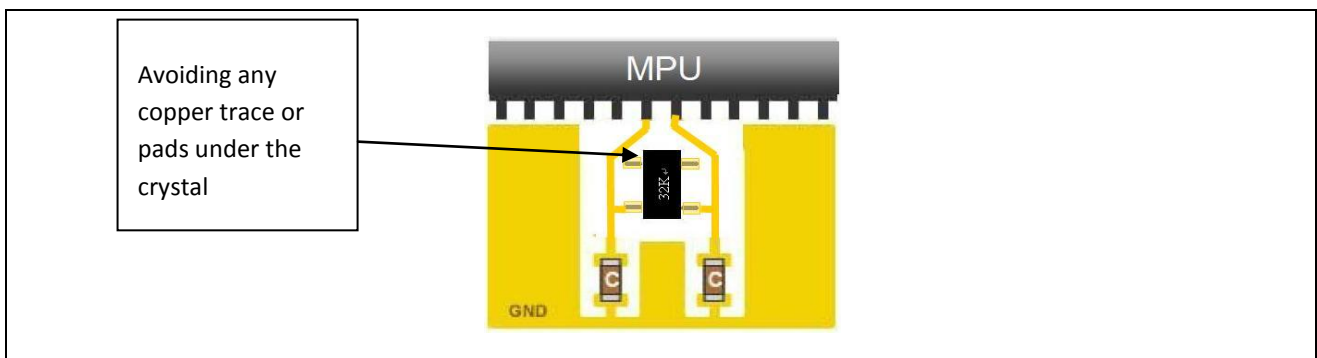 Avoiding any
copper trace or
pads under the
crystal
MPU
32K↵
C
C
GND